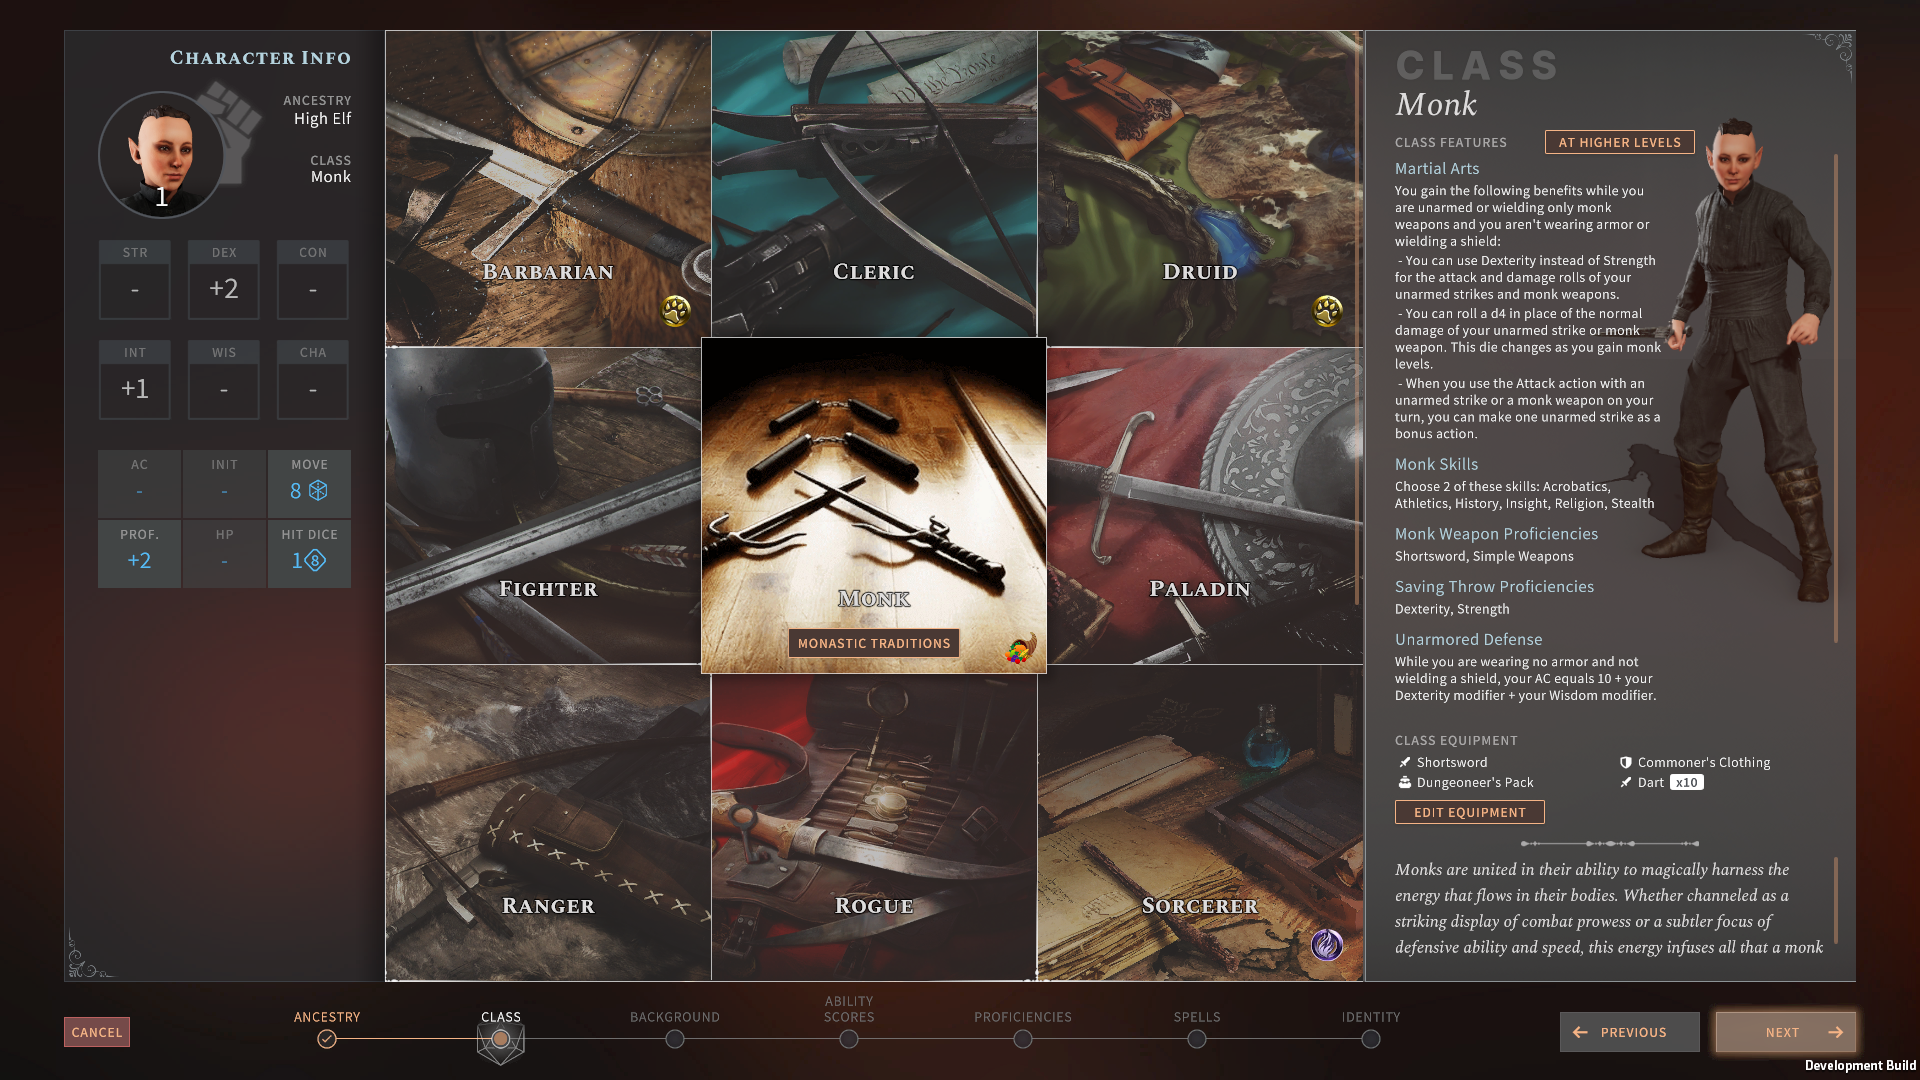 CHARACTER INFO
ANCESTRY
High Elf
CLASS
Monk
1
STR
DEX
CON
-
+2
-
INT
WIS
CHA
+1
-
-
AC
INIT
MOVE
-
-
8
PROF.
HP
HIT DICE
+2
-
1 8
BARBARIAN
CLERIC
DRUID
FIGHTER
MONK
MONASTIC TRADITIONS
PALADIN
RANGER
ROGUE
SORCERER
CLASS
Monk
CLASS FEATURES
AT HIGHER LEVELS
Martial Arts
You gain the following benefits while you
are unarmed or wielding only monk
weapons and you aren't wearing armor or
wielding a shield:
- You can use Dexterity instead of Strength
for the attack and damage rolls of your
unarmed strikes and monk weapons.
- You can roll a d4 in place of the normal
damage of your unarmed strike or monk
weapon. This die changes as you gain monk
levels.
- When you use the Attack action with an
unarmed strike or a monk weapon on your
turn, you can make one unarmed strike as a
bonus action.
Monk Skills
Choose 2 of these skills: Acrobatics,
Athletics, History, Insight, Religion, Stealth
Monk Weapon Proficiencies
Shortsword, Simple Weapons
Saving Throw Proficiencies
Dexterity, Strength
Unarmored Defense
While you are wearing no armor and not
wielding a shield, your AC equals 10 + your
Dexterity modifier + your Wisdom modifier.
CLASS EQUIPMENT
Shortsword
Commoner's Clothing
Dungeoneer's Pack
Dart x10
EDIT EQUIPMENT
Monks are united in their ability to magically harness the
energy that flows in their bodies. Whether channeled as a
striking display of combat prowess or a subtler focus of
defensive ability and speed, this energy infuses all that a monk
CANCEL
ANCESTRY
CLASS
BACKGROUND
ABILITY
SCORES
PROFICIENCIES
SPELLS
IDENTITY
PREVIOUS
NEXT
Development Build